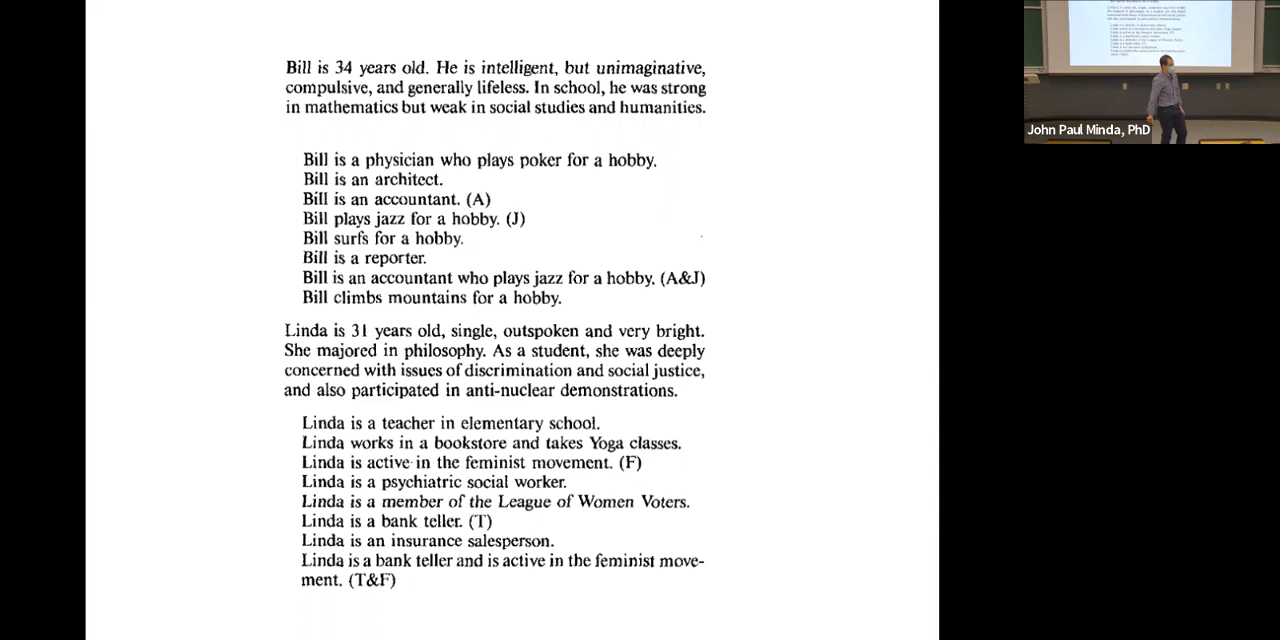 Bill is 34 years old. He is intelligent, but unimaginative,
compulsive, and generally lifeless. In school, he was strong
in mathematics but weak in social studies and humanities.
Bill is a physician who plays poker for a hobby.
Bill is an architect.
Bill is an accountant. (A)
Bill plays jazz for a hobby. (J)
Bill surfs for a hobby.
Bill is a reporter.
Bill is an accountant who plays jazz for a hobby. (A&J)
Bill climbs mountains for a hobby.
Linda is 31 years old, single, outspoken and very bright.
She majored in philosophy. As a student, she was deeply
concerned with issues of discrimination and social justice,
and also participated in anti-nuclear demonstrations.
Linda is a teacher in elementary school.
Linda works in a bookstore and takes Yoga classes.
Linda is active in the feminist movement. (F)
Linda is a psychiatric social worker.
Linda is a member of the League of Women Voters.
Linda is a bank teller. (T)
Linda is an insurance salesperson.
Linda is a bank teller and is active in the feminist move-
ment. (T&F)
John Paul Minda, PhD